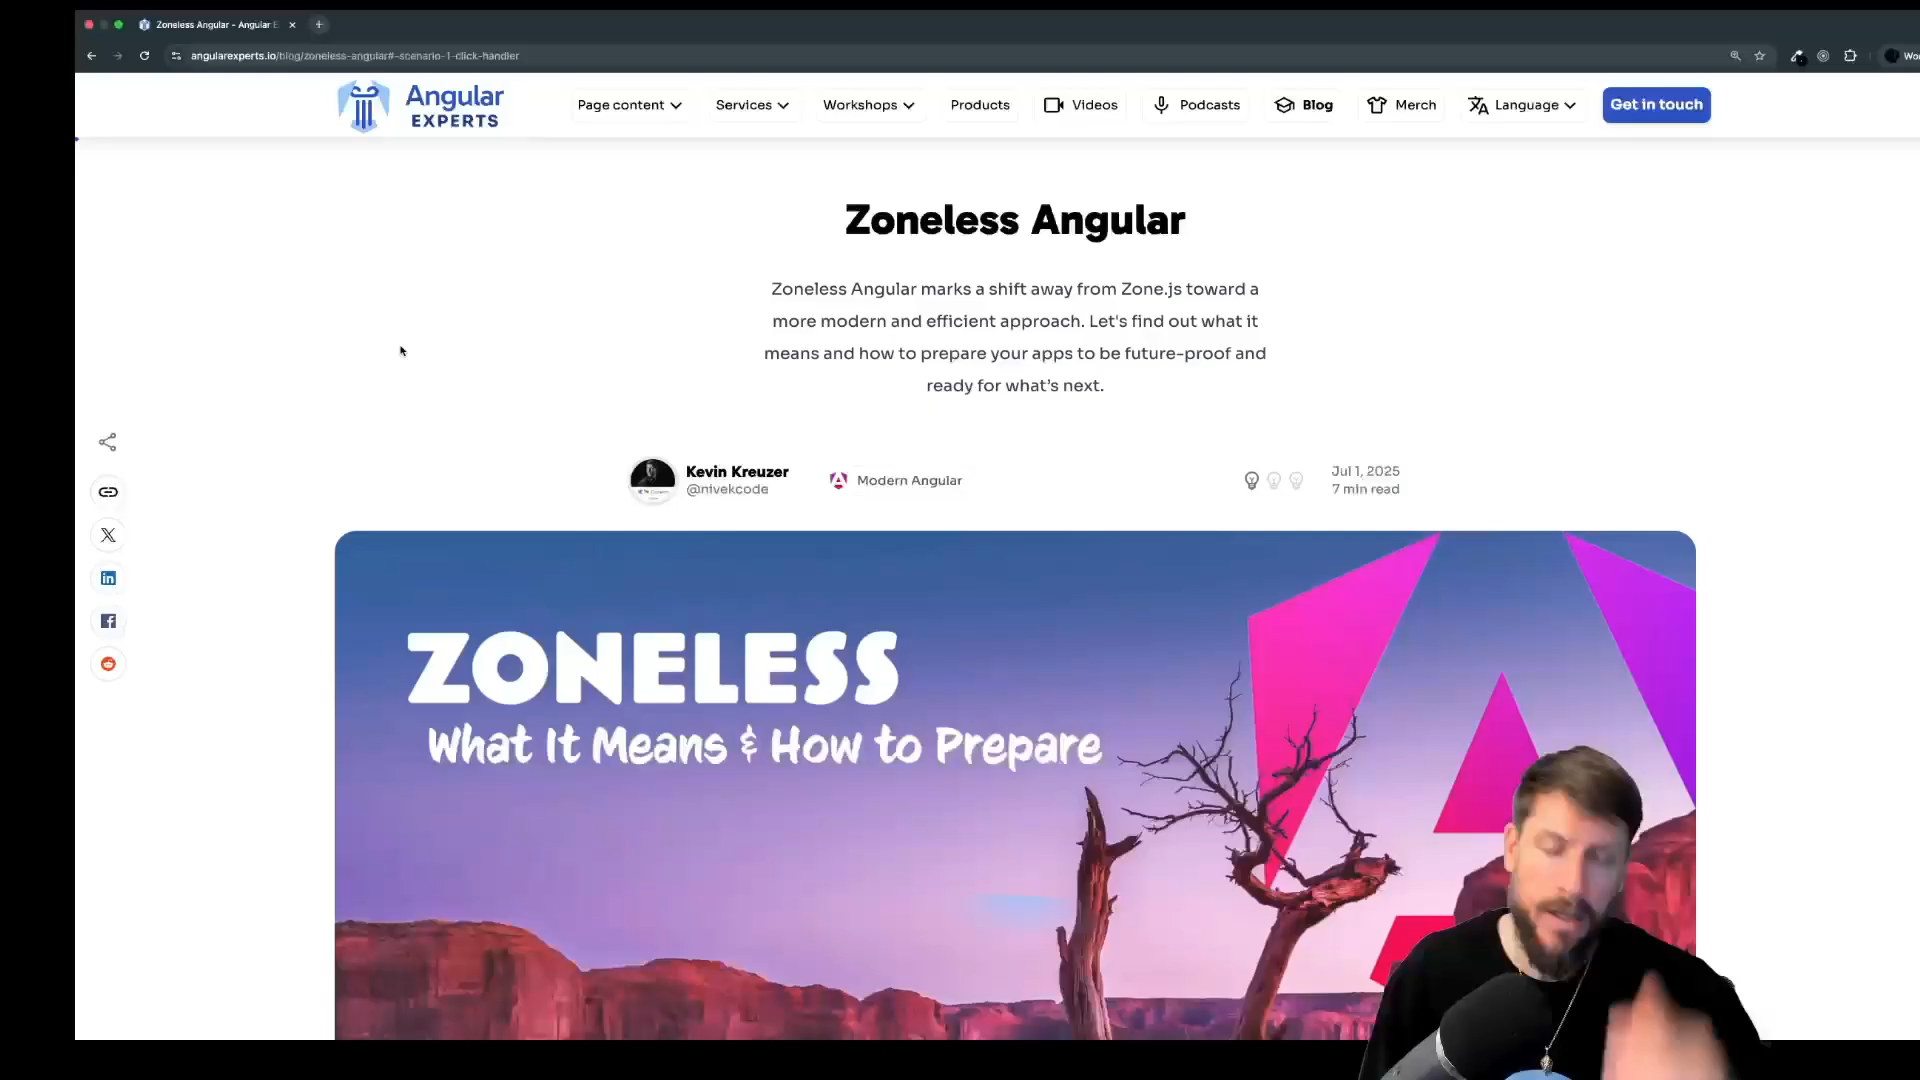 Zoneless Angular - Angular E
angularexperts.io/blog/zoneless-angular#-scenario-1-click-handler
Wor
Angular
EXPERTS
Page content
Services
Workshops
Products
Videos
Podcasts
Blog
Merch
Language
Get in touch
Zoneless Angular
Zoneless Angular marks a shift away from Zone.js toward a
more modern and efficient approach. Let's find out what it
means and how to prepare your apps to be future-proof and
ready for what's next.
Kevin Kreuzer
@nivekcode
Modern Angular
Jul 1, 2025
7 min read
ZONELESS
What It Means & How to Prepare